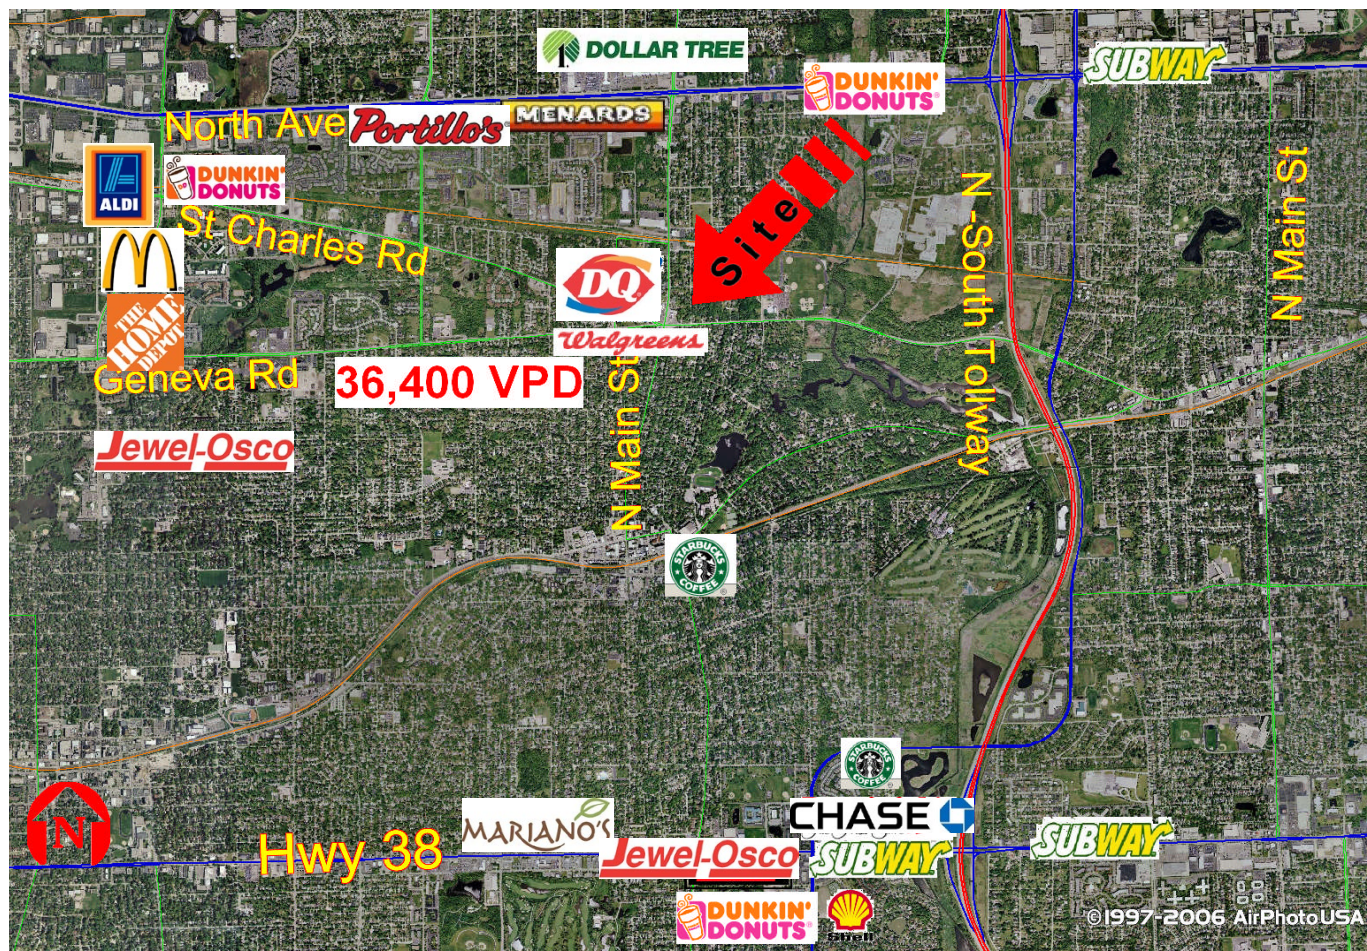 DOLLAR TREE
SUBWAY
DUNKIN'
DONUTS
MENARDS
Portillo's
North Ave
ALDI
DUNKIN'
DONUTS
St Charles Rd
N -South Tollway
N Main St
Site
M
DQ
THE
HOME
DEPOT
Walgreens
Geneva Rd
36,400 VPD
N Main St
Jewel-Osco
STARBUCKS
COFFEE
STARBUCKS
COFFEE
N
Hwy 38
MARIANO'S
CHASE
Jewel-Osco
SUBWAY
SUBWAY
DUNKIN'
DONUTS
Shell
©1997-2006 AirPhotoUSA